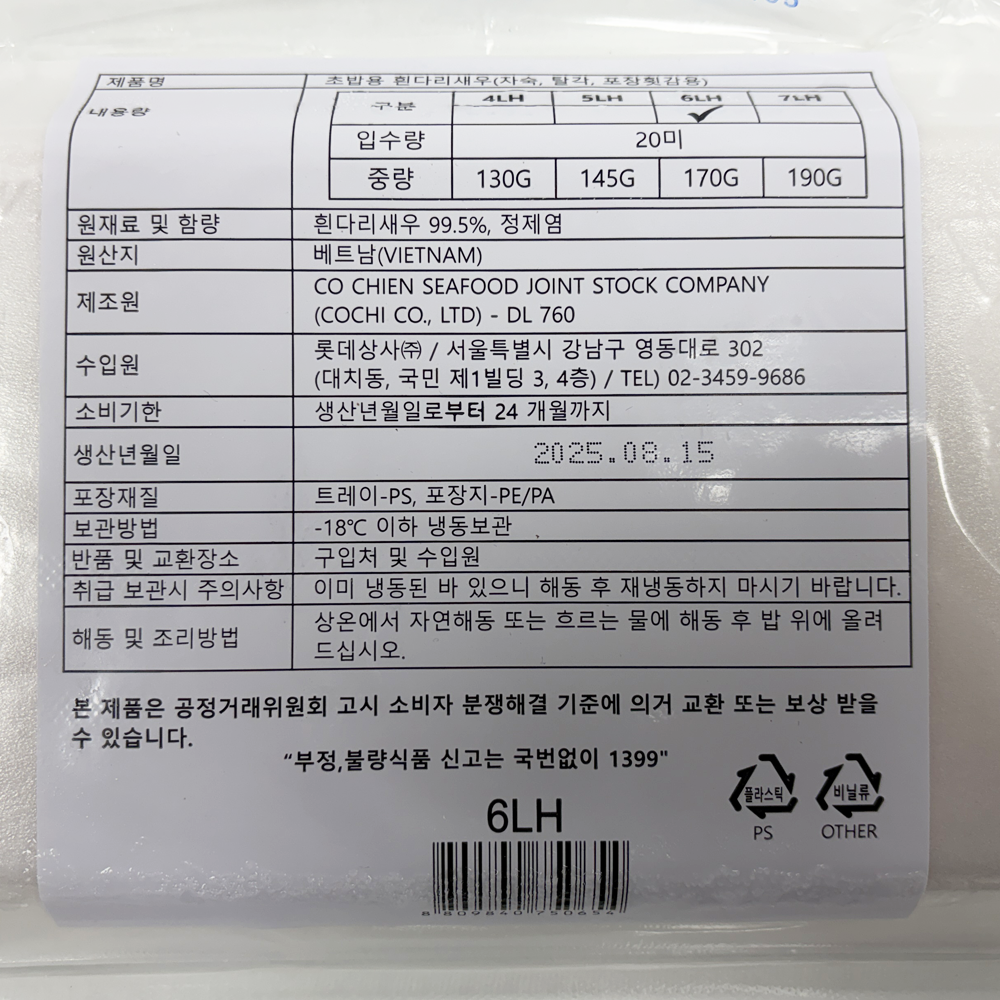 제품명 초밥용 흰다리새우(자숙, 탈각, 포장횟감용)
내용량
구분 4LH 5LH 6LH 7LH
✓
입수량 20미
중량 130G 145G 170G 190G
원재료 및 함량 흰다리새우 99.5%, 정제염
원산지 베트남(VIETNAM)
제조원 CO CHIEN SEAFOOD JOINT STOCK COMPANY
(COCHI CO., LTD) - DL 760
수입원 롯데상사㈜ / 서울특별시 강남구 영동대로 302
(대치동, 국민 제1빌딩 3, 4층) / TEL) 02-3459-9686
소비기한 생산년월일로부터 24 개월까지
생산년월일 2025.08.15
포장재질 트레이-PS, 포장지-PE/PA
보관방법 -18℃ 이하 냉동보관
반품 및 교환장소 구입처 및 수입원
취급 보관시 주의사항 이미 냉동된 바 있으니 해동 후 재냉동하지 마시기 바랍니다.
해동 및 조리방법 상온에서 자연해동 또는 흐르는 물에 해동 후 밥 위에 올려
드십시오.
본 제품은 공정거래위원회 고시 소비자 분쟁해결 기준에 의거 교환 또는 보상 받을
수 있습니다.
“부정,불량식품 신고는 국번없이 1399"
플라스틱 비닐류
PS OTHER
6LH
8 809840 750654